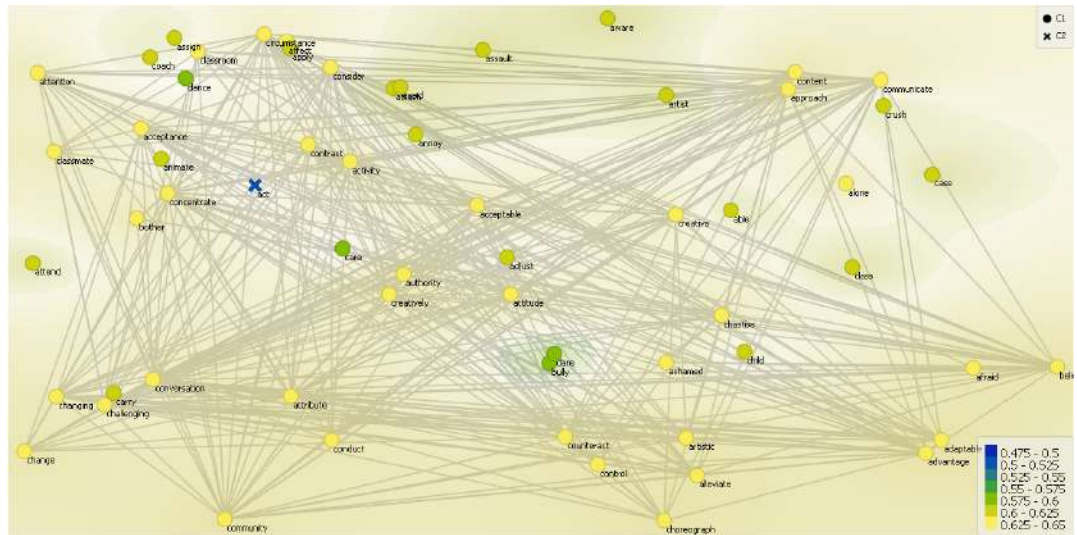 aware
C1
C2
assign
circumstance
affect
apply
classroom
assault
coach
consider
attention
dance
content
communicate
approach
artist
crush
acceptance
annoy
contrast
classmate
animate
activity
case
alone
act
concentrate
acceptable
able
bother
creative
care
attend
adjust
class
authority
creatively
attitude
dare
child
bully
ashamed
afraid
conversation
changing
carry
challenging
attribute
counteract
artistic
adaptable
conduct
change
advantage
control
alleviate
community
choreograph
0.475 - 0.5
0.5 - 0.525
0.525 - 0.55
0.55 - 0.575
0.575 - 0.6
0.6 - 0.625
0.625 - 0.65